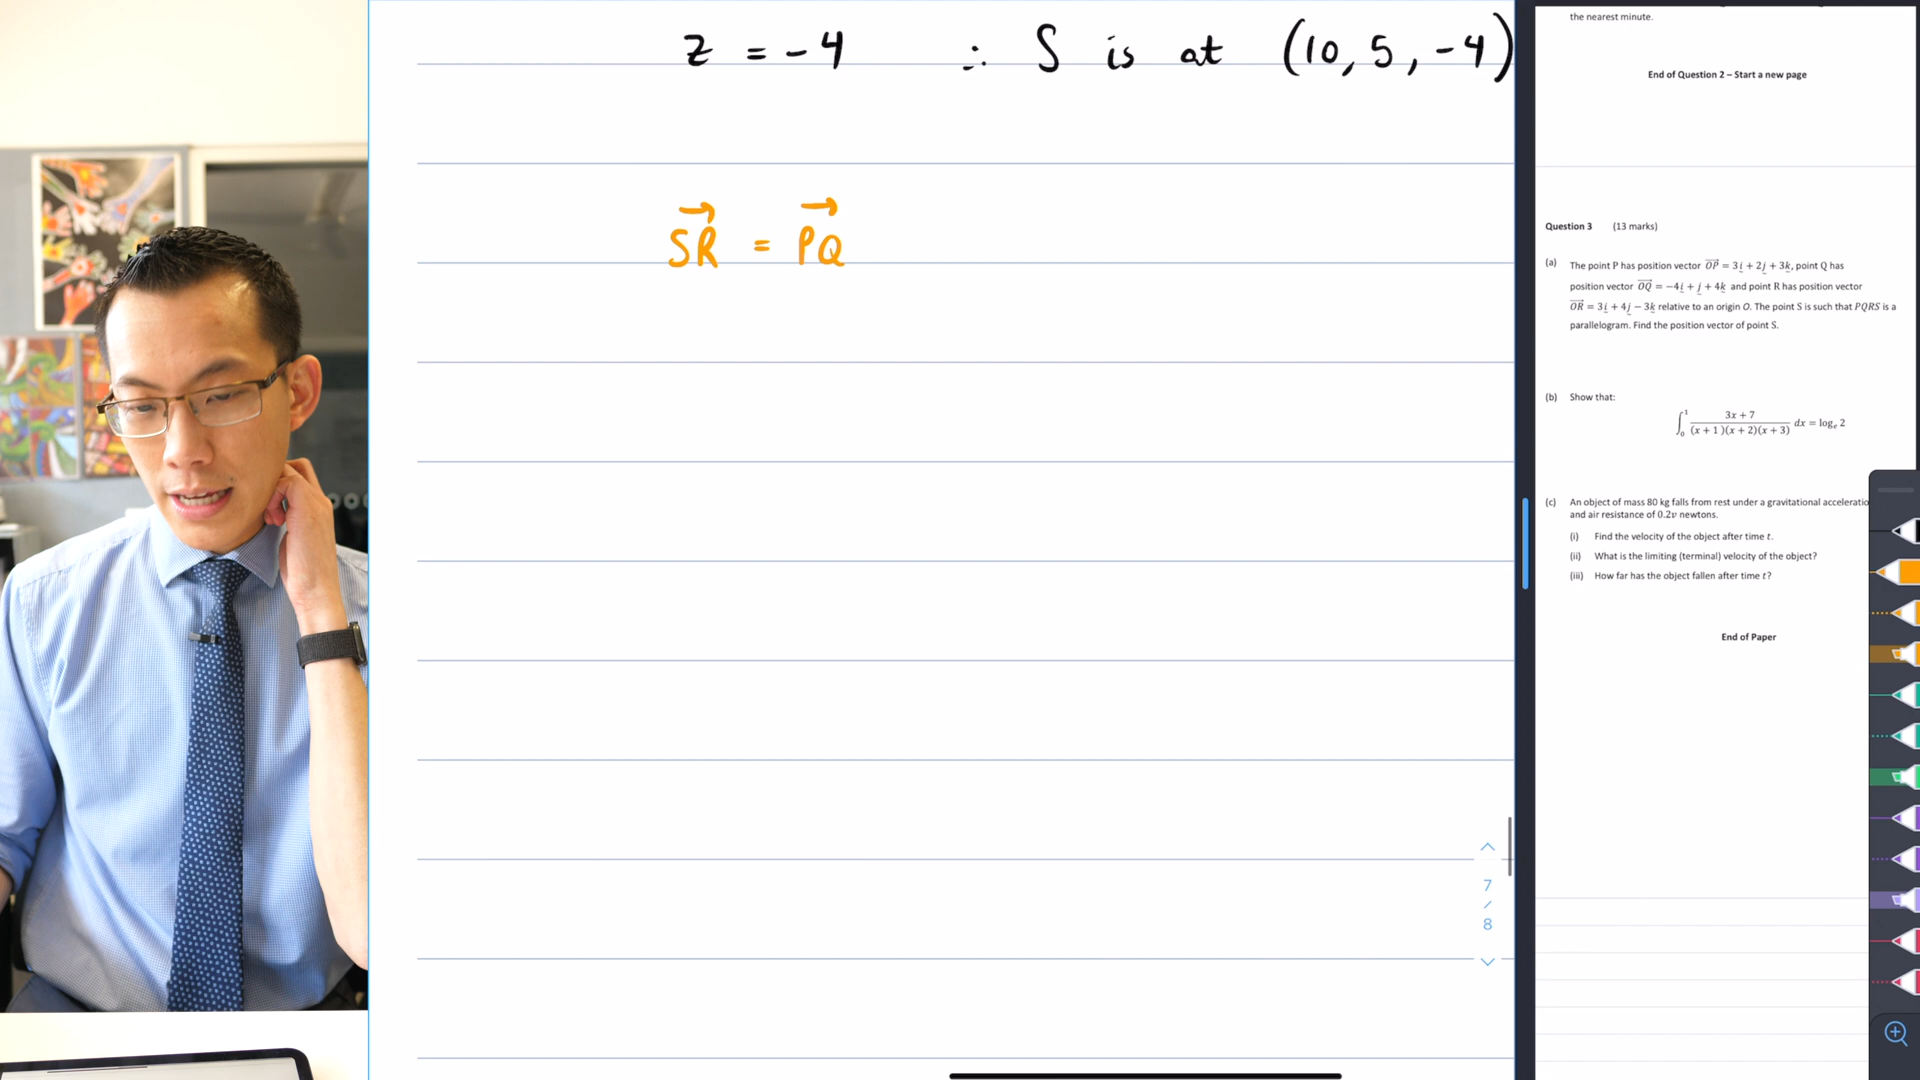 z = -4 ∴ S is at (10, 5, -4)
→SR = →PQ
7
/
8
the nearest minute.
End of Question 2 – Start a new page
Question 3 (13 marks)
(a) The point P has position vector →OP = 3i + 2j + 3k, point Q has
position vector →OQ = −4i + j + 4k and point R has position vector
→OR = 3i + 4j − 3k relative to an origin O. The point S is such that PQRS is a
parallelogram. Find the position vector of point S.
(b) Show that:
∫₀¹ (3x + 7)/((x + 1)(x + 2)(x + 3)) dx = logₑ 2
(c) An object of mass 80 kg falls from rest under a gravitational acceleratio
and air resistance of 0.2v newtons.
(i) Find the velocity of the object after time t.
(ii) What is the limiting (terminal) velocity of the object?
(iii) How far has the object fallen after time t?
End of Paper